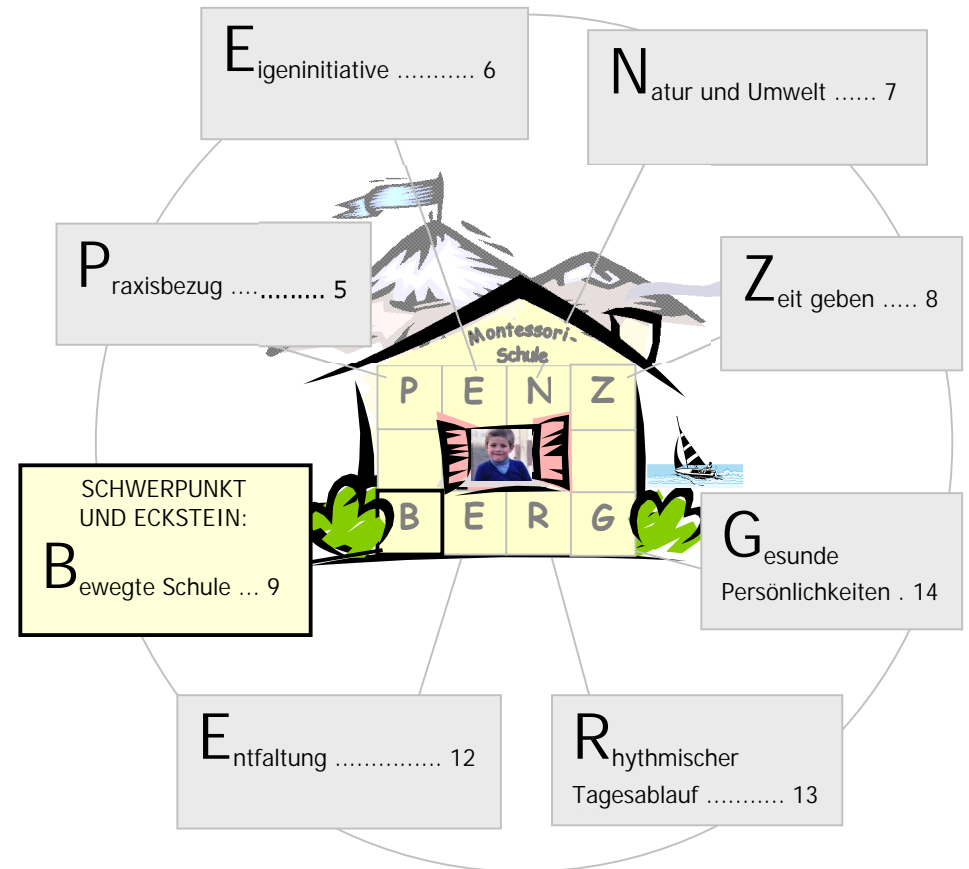 Eigeninitiative ........... 6
Natur und Umwelt ...... 7
Praxisbezug ............. 5
Zeit geben ..... 8
Montessori-
Schule
P E N Z
B E R G
SCHWERPUNKT
UND ECKSTEIN:
Bewegte Schule ... 9
Gesunde
Persönlichkeiten . 14
Entfaltung ............... 12
Rhythmischer
Tagesablauf ........... 13